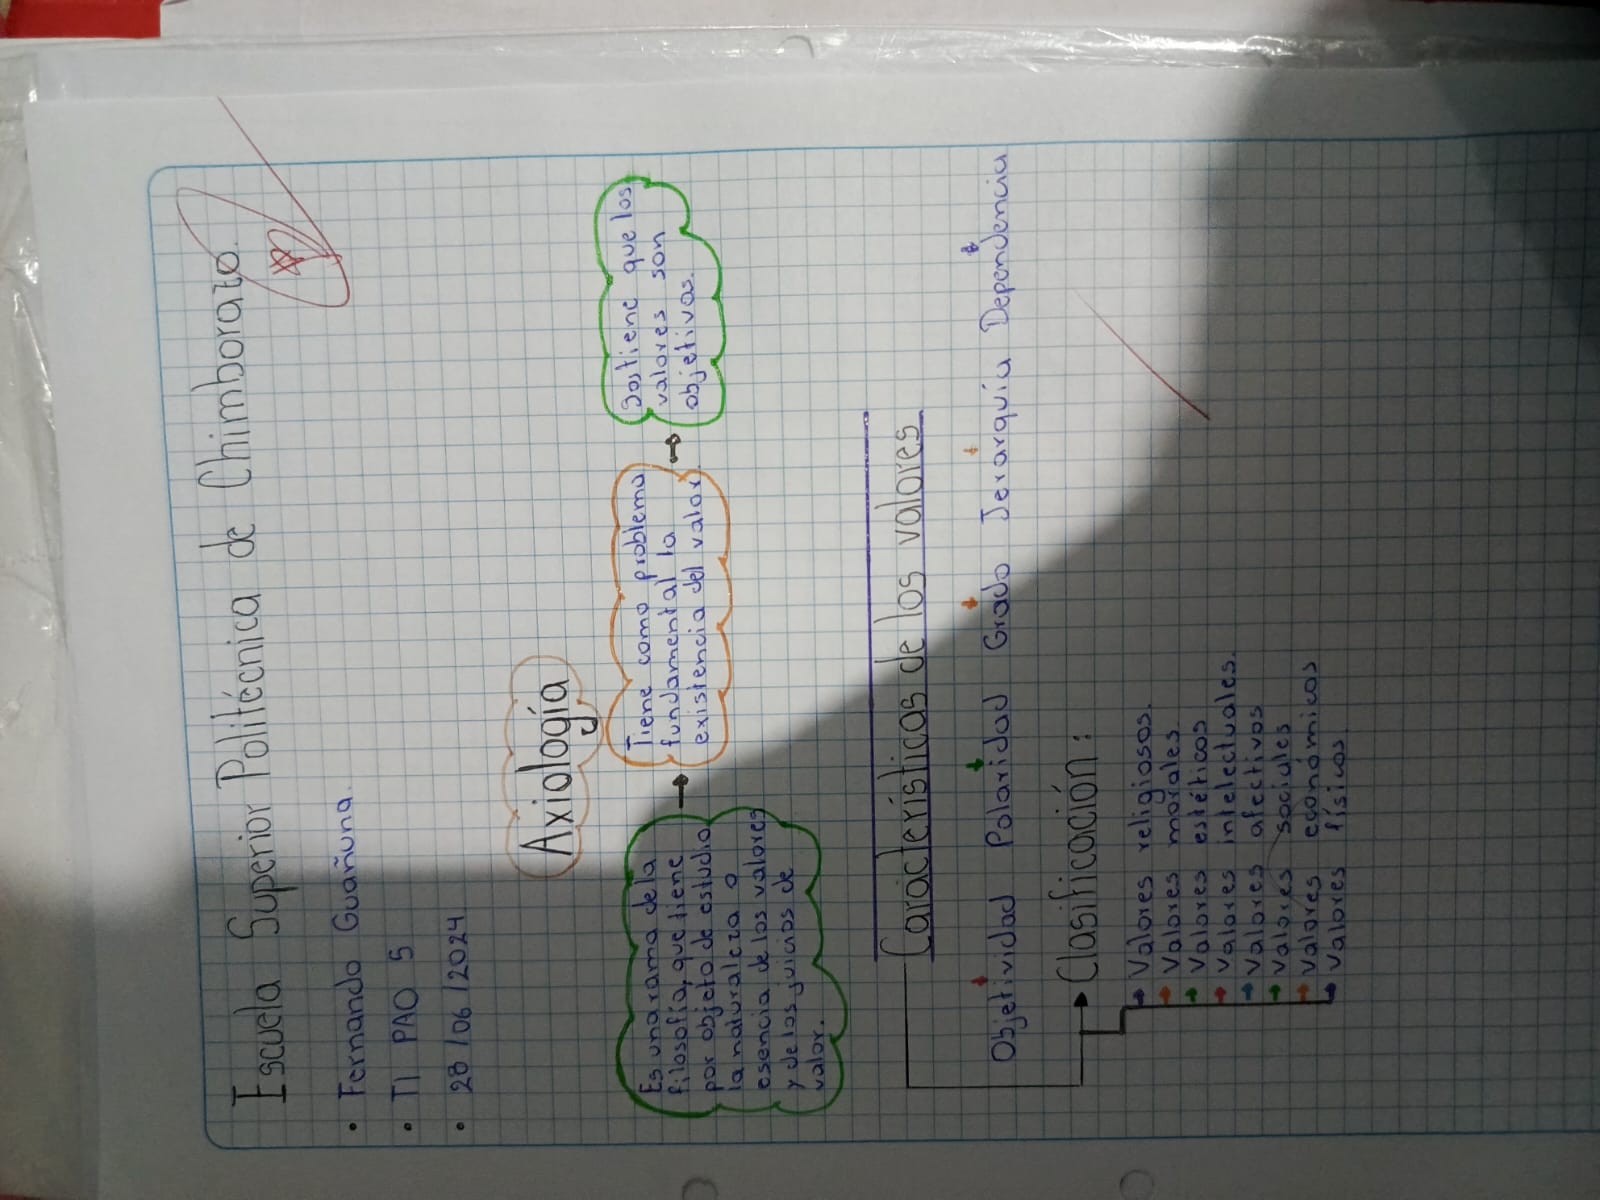 Escuela Superior Politécnica de Chimborazo.
• Fernando Guañuna.
• TI PAO 5
• 28/06/2024
Axiología
Es una rama de la
filosofía, que tiene
por objeto de estudio
la naturaleza o
esencia de los valores
y de los juicios de
valor.
Tiene como problema
fundamental la
existencia del valor.
Sostiene que los
valores son
objetivos.
Características de los valores
Objetividad Polaridad Grado Jerarquía Dependencia
Clasificación:
Valores religiosos.
Valores morales.
Valores estéticos
Valores intelectuales.
Valores afectivos
Valores sociales
Valores económicos
Valores físicos